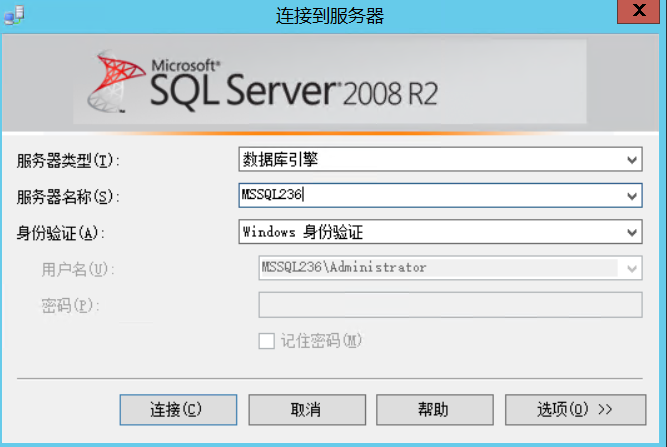 连接到服务器
X
Microsoft®
SQL Server® 2008 R2
服务器类型(T): 数据库引擎
服务器名称(S): MSSQL236
身份验证(A): Windows 身份验证
用户名(U): MSSQL236\Administrator
密码(P):
记住密码(M)
连接(C) 取消 帮助 选项(O) >>